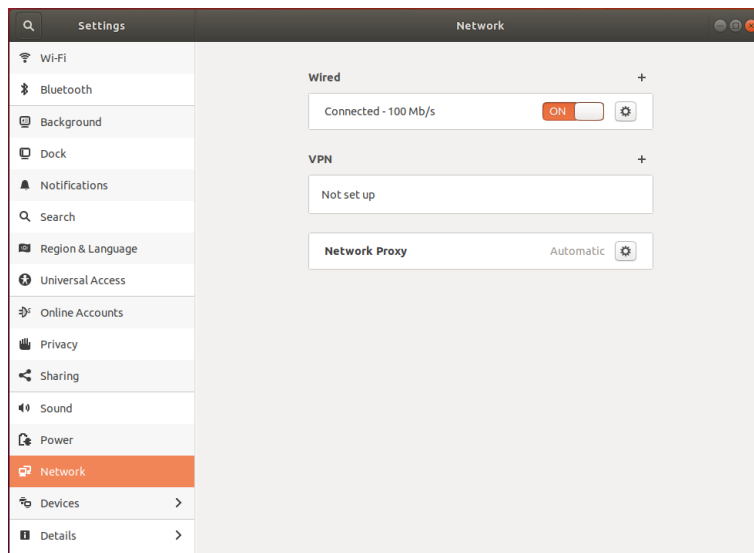 Settings
Network
Wi-Fi
Bluetooth
Background
Dock
Notifications
Search
Region & Language
Universal Access
Online Accounts
Privacy
Sharing
Sound
Power
Network
Devices
Details
Wired
Connected - 100 Mb/s
ON
VPN
Not set up
Network Proxy
Automatic